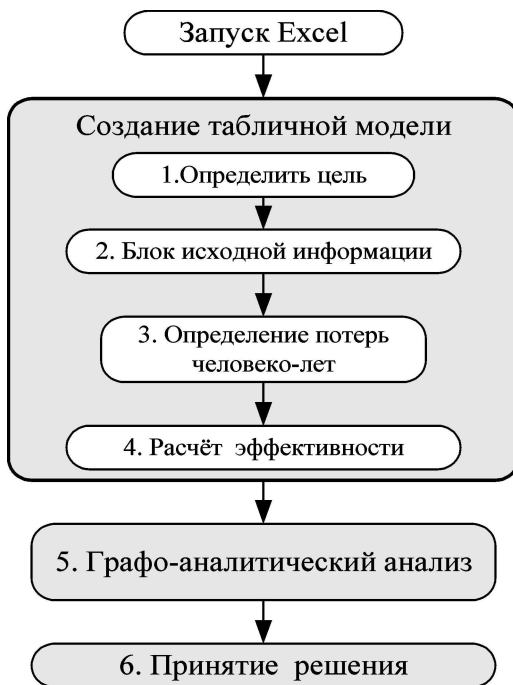 Запуск Excel
Создание табличной модели
1.Определить цель
2. Блок исходной информации
3. Определение потерь
человеко-лет
4. Расчёт эффективности
5. Графо-аналитический анализ
6. Принятие решения